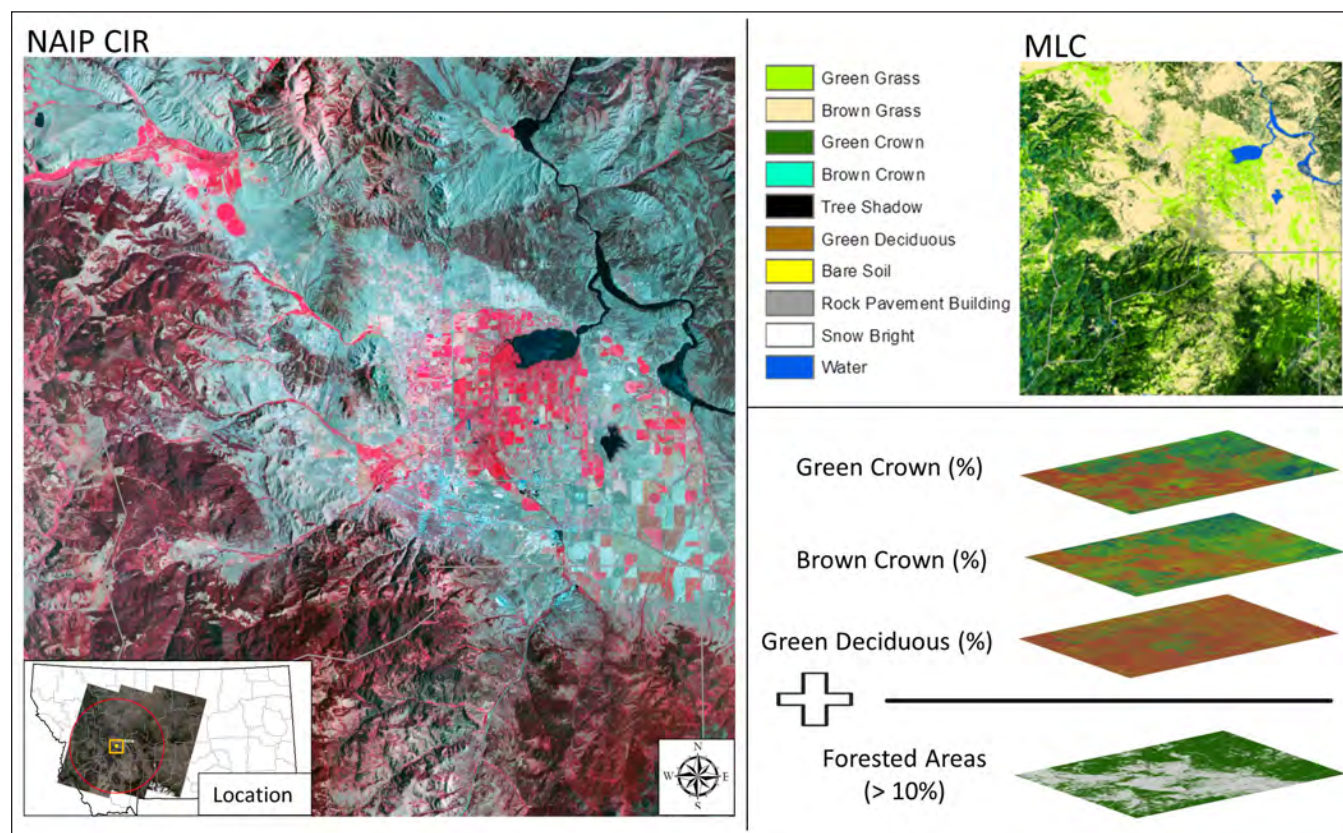 NAIP CIR
Location
N
W E
S
MLC
Green Grass
Brown Grass
Green Crown
Brown Crown
Tree Shadow
Green Deciduous
Bare Soil
Rock Pavement Building
Snow Bright
Water
Green Crown (%)
Brown Crown (%)
Green Deciduous (%)
Forested Areas
(> 10%)